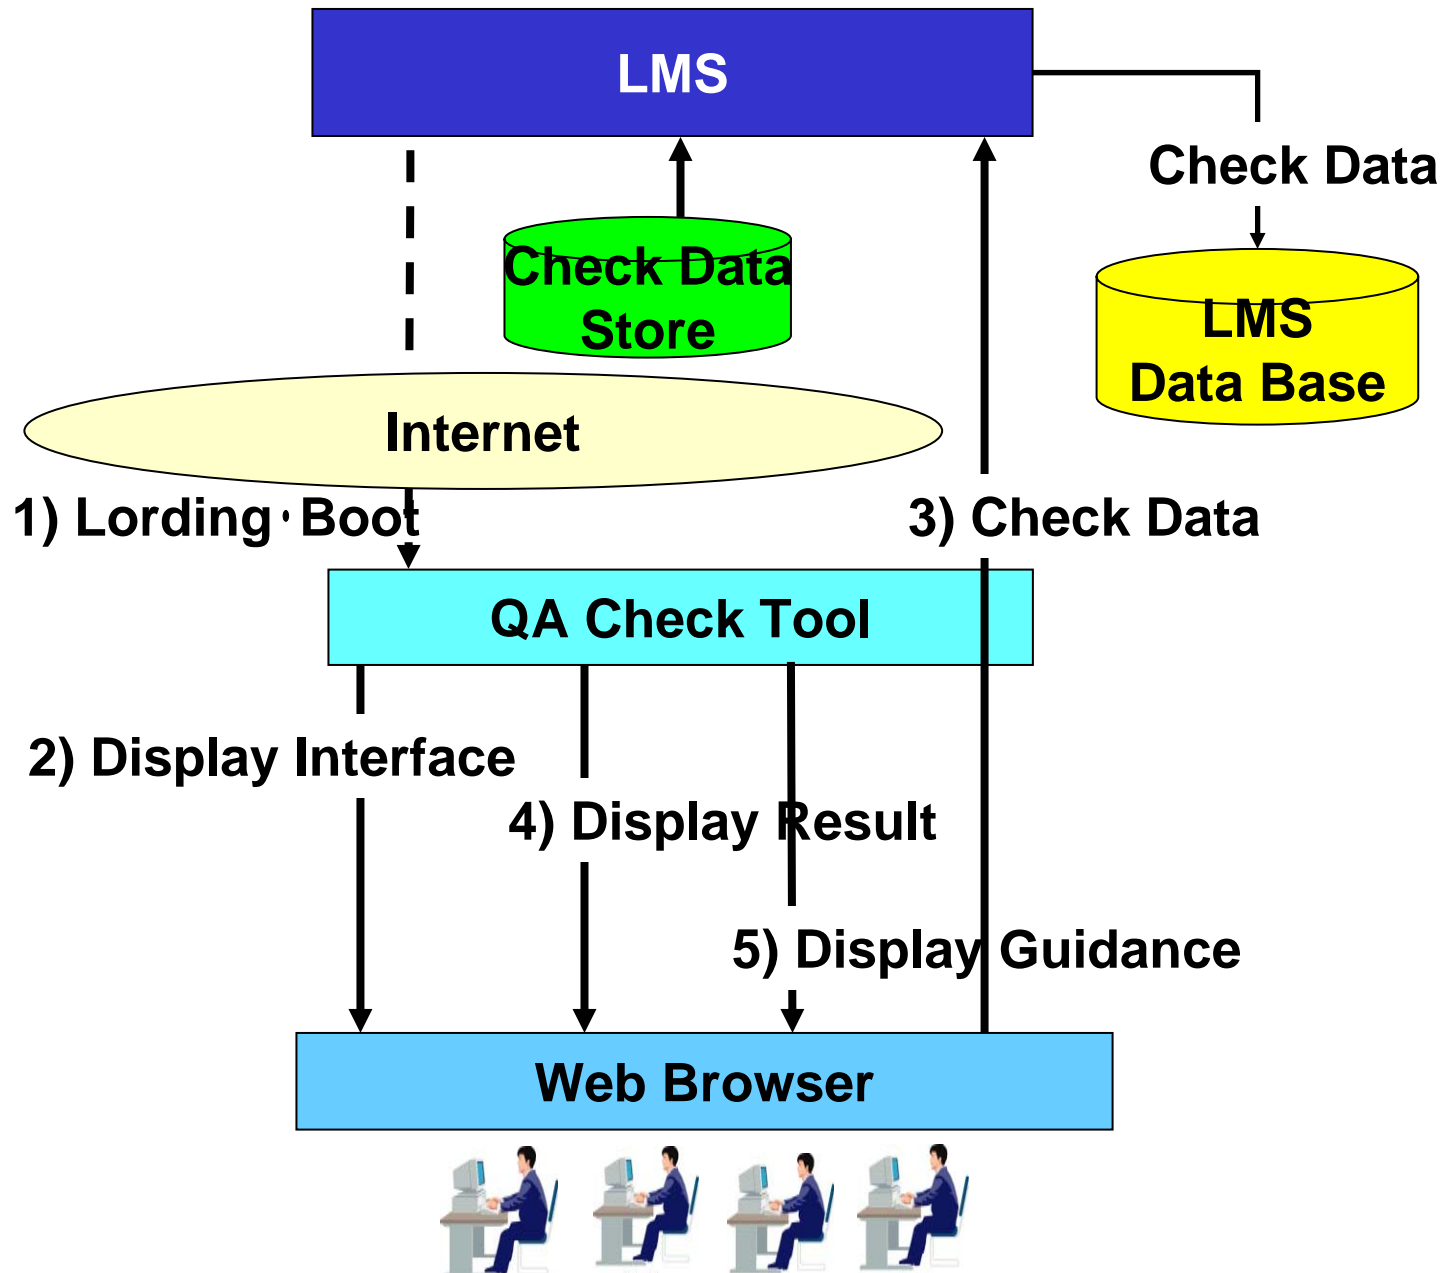 LMS
Check Data
Check Data
Store
LMS
Data Base
Internet
1) Lording・Boot
3) Check Data
QA Check Tool
2) Display Interface
4) Display Result
5) Display Guidance
Web Browser